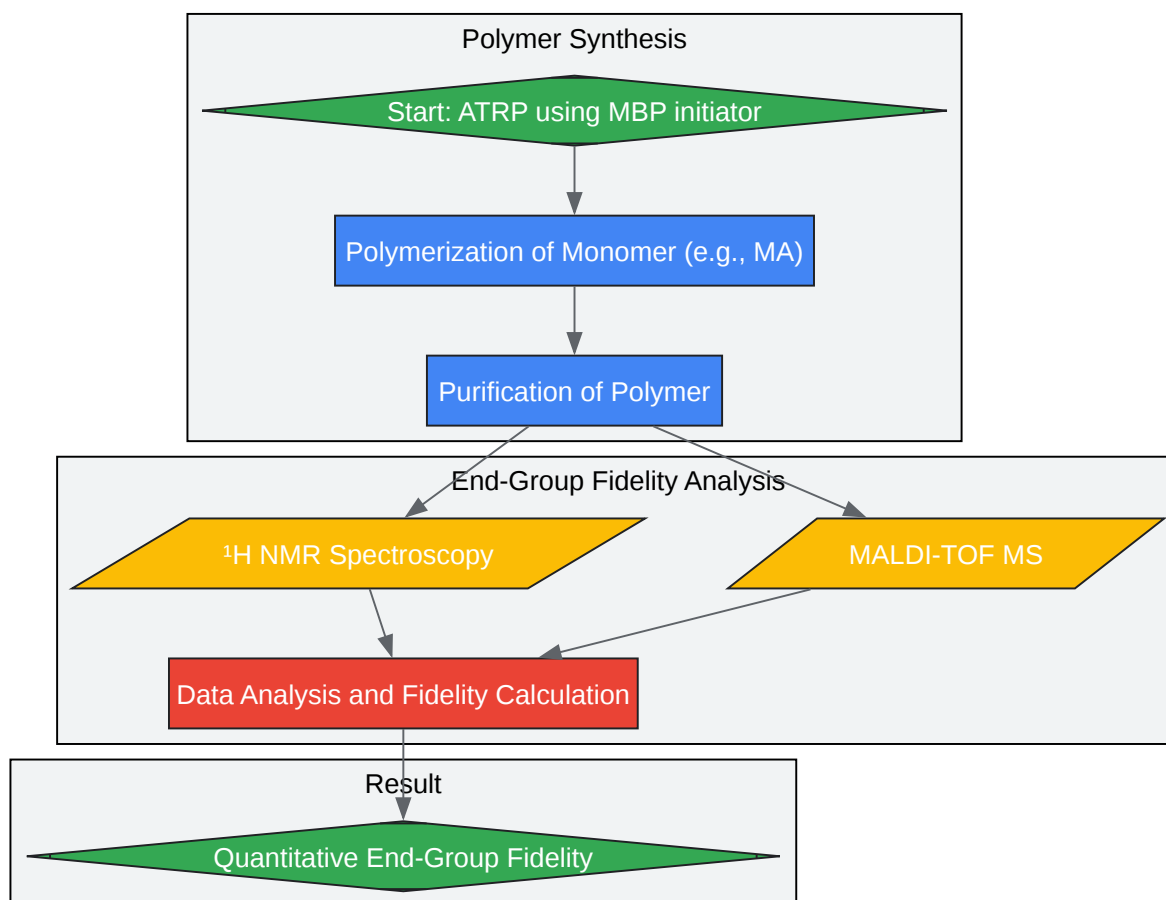 Polymer Synthesis
Start: ATRP using MBP initiator
Polymerization of Monomer (e.g., MA)
Purification of Polymer
End-Group Fidelity Analysis
¹H NMR Spectroscopy
MALDI-TOF MS
Data Analysis and Fidelity Calculation
Result
Quantitative End-Group Fidelity